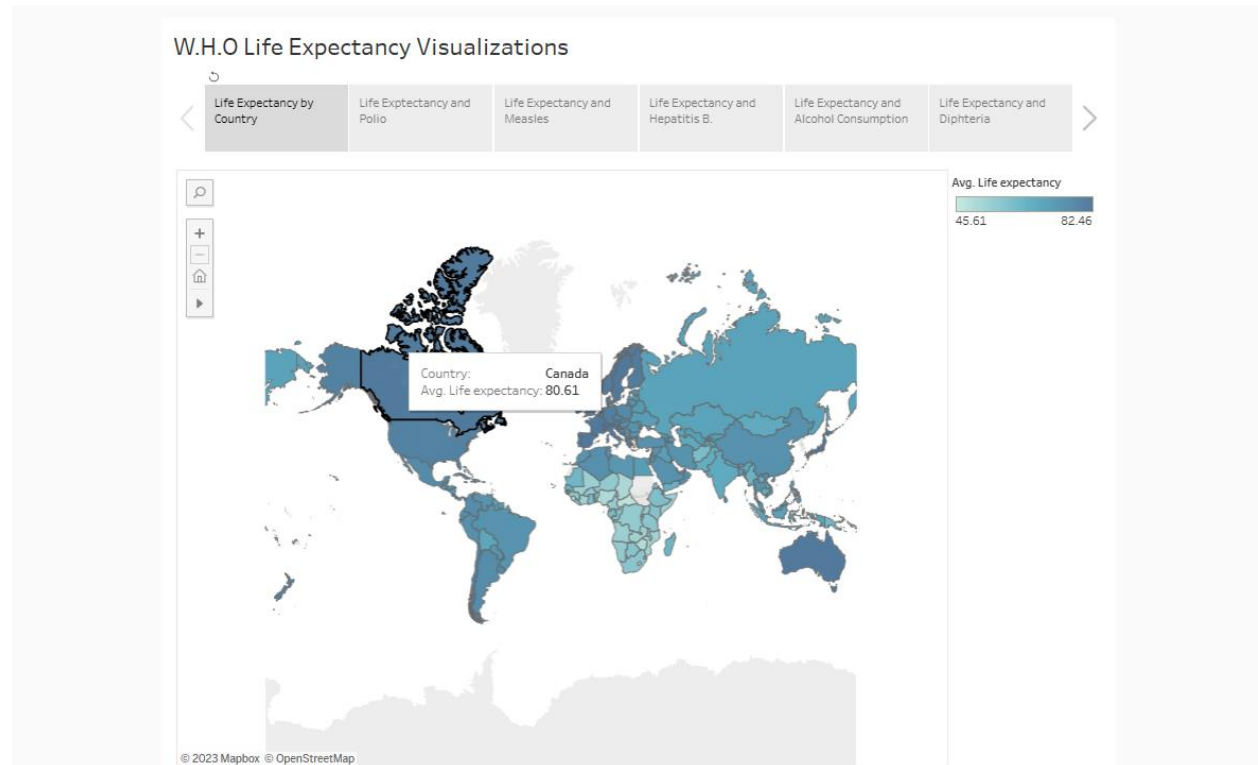 W.H.O Life Expectancy Visualizations
Life Expectancy by
Country
Life Exptectancy and
Polio
Life Expectancy and
Measles
Life Expectancy and
Hepatitis B.
Life Expectancy and
Alcohol Consumption
Life Expectancy and
Diphteria
Avg. Life expectancy
45.61 82.46
Country: Canada
Avg. Life expectancy: 80.61
© 2023 Mapbox © OpenStreetMap